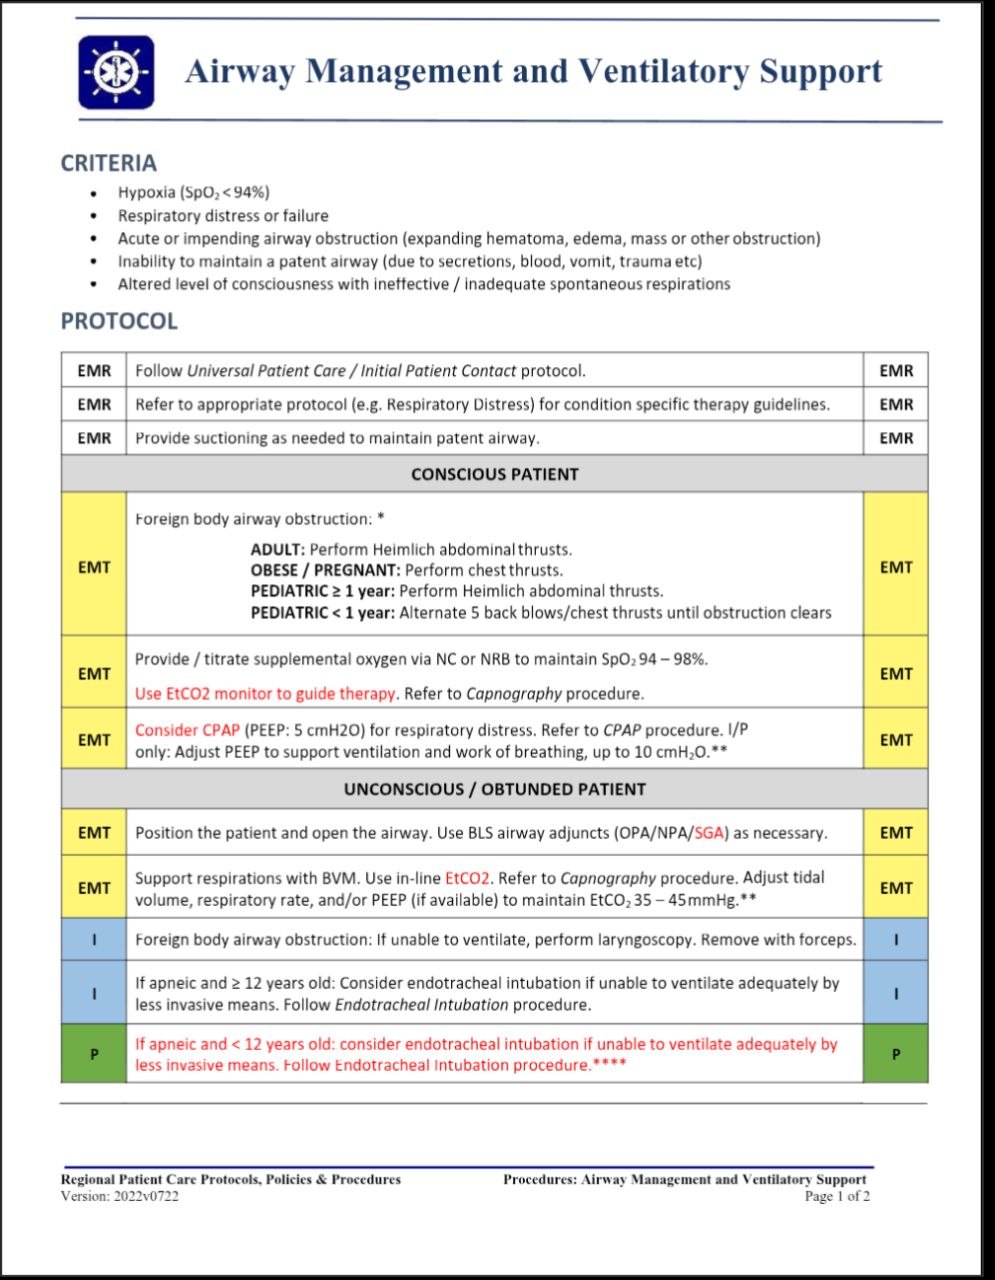 Airway Management and Ventilatory Support
CRITERIA
• Hypoxia (SpO₂ < 94%)
• Respiratory distress or failure
• Acute or impending airway obstruction (expanding hematoma, edema, mass or other obstruction)
• Inability to maintain a patent airway (due to secretions, blood, vomit, trauma etc)
• Altered level of consciousness with ineffective / inadequate spontaneous respirations
PROTOCOL
EMR Follow Universal Patient Care / Initial Patient Contact protocol. EMR
EMR Refer to appropriate protocol (e.g. Respiratory Distress) for condition specific therapy guidelines. EMR
EMR Provide suctioning as needed to maintain patent airway. EMR
CONSCIOUS PATIENT
Foreign body airway obstruction: *
ADULT: Perform Heimlich abdominal thrusts.
OBESE / PREGNANT: Perform chest thrusts.
EMT EMT
PEDIATRIC ≥ 1 year: Perform Heimlich abdominal thrusts.
PEDIATRIC < 1 year: Alternate 5 back blows/chest thrusts until obstruction clears
Provide / titrate supplemental oxygen via NC or NRB to maintain SpO₂ 94 – 98%.
EMT EMT
Use EtCO2 monitor to guide therapy. Refer to Capnography procedure.
Consider CPAP (PEEP: 5 cmH2O) for respiratory distress. Refer to CPAP procedure. I/P
EMT EMT
only: Adjust PEEP to support ventilation and work of breathing, up to 10 cmH₂O.**
UNCONSCIOUS / OBTUNDED PATIENT
EMT Position the patient and open the airway. Use BLS airway adjuncts (OPA/NPA/SGA) as necessary. EMT
Support respirations with BVM. Use in-line EtCO2. Refer to Capnography procedure. Adjust tidal
EMT EMT
volume, respiratory rate, and/or PEEP (if available) to maintain EtCO₂ 35 – 45mmHg.**
I Foreign body airway obstruction: If unable to ventilate, perform laryngoscopy. Remove with forceps. I
If apneic and ≥ 12 years old: Consider endotracheal intubation if unable to ventilate adequately by
I I
less invasive means. Follow Endotracheal Intubation procedure.
If apneic and < 12 years old: consider endotracheal intubation if unable to ventilate adequately by
P P
less invasive means. Follow Endotracheal Intubation procedure.****
Regional Patient Care Protocols, Policies & Procedures Procedures: Airway Management and Ventilatory Support
Version: 2022v0722 Page 1 of 2